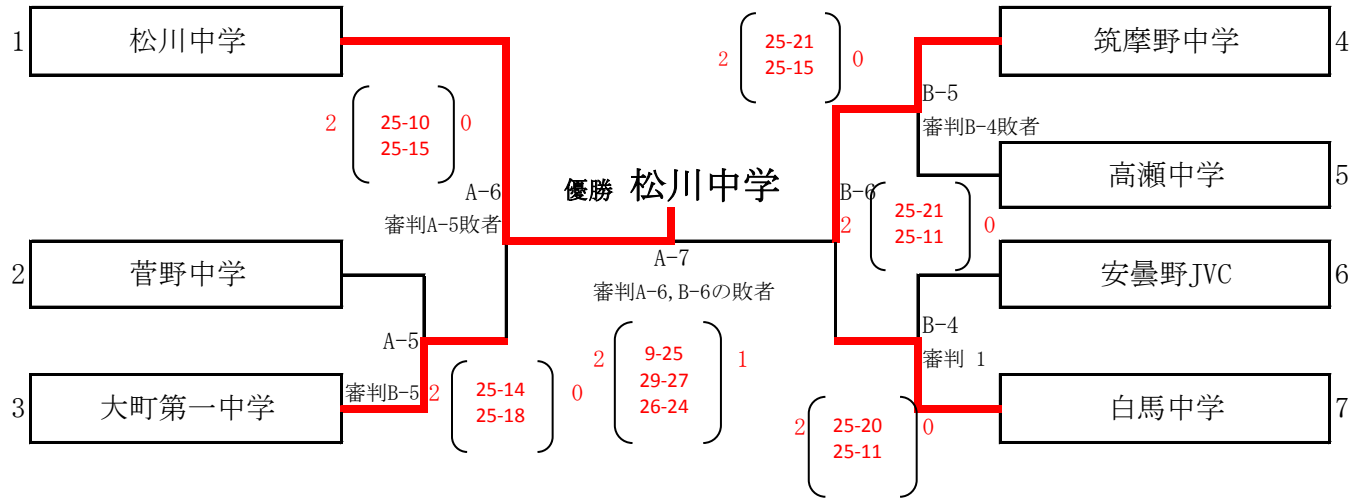 1
松川中学
2
25-10
25-15
0
A-6
審判A-5敗者
2
菅野中学
A-5
3
大町第一中学
審判B-5
2
25-14
25-18
0
優勝 松川中学
A-7
審判A-6,B-6の敗者
2
9-25
29-27
26-24
1
2
25-21
25-15
0
筑摩野中学
4
B-5
審判B-4敗者
高瀬中学
5
B-6
2
25-21
25-11
0
安曇野JVC
6
B-4
審判 1
白馬中学
7
2
25-20
25-11
0